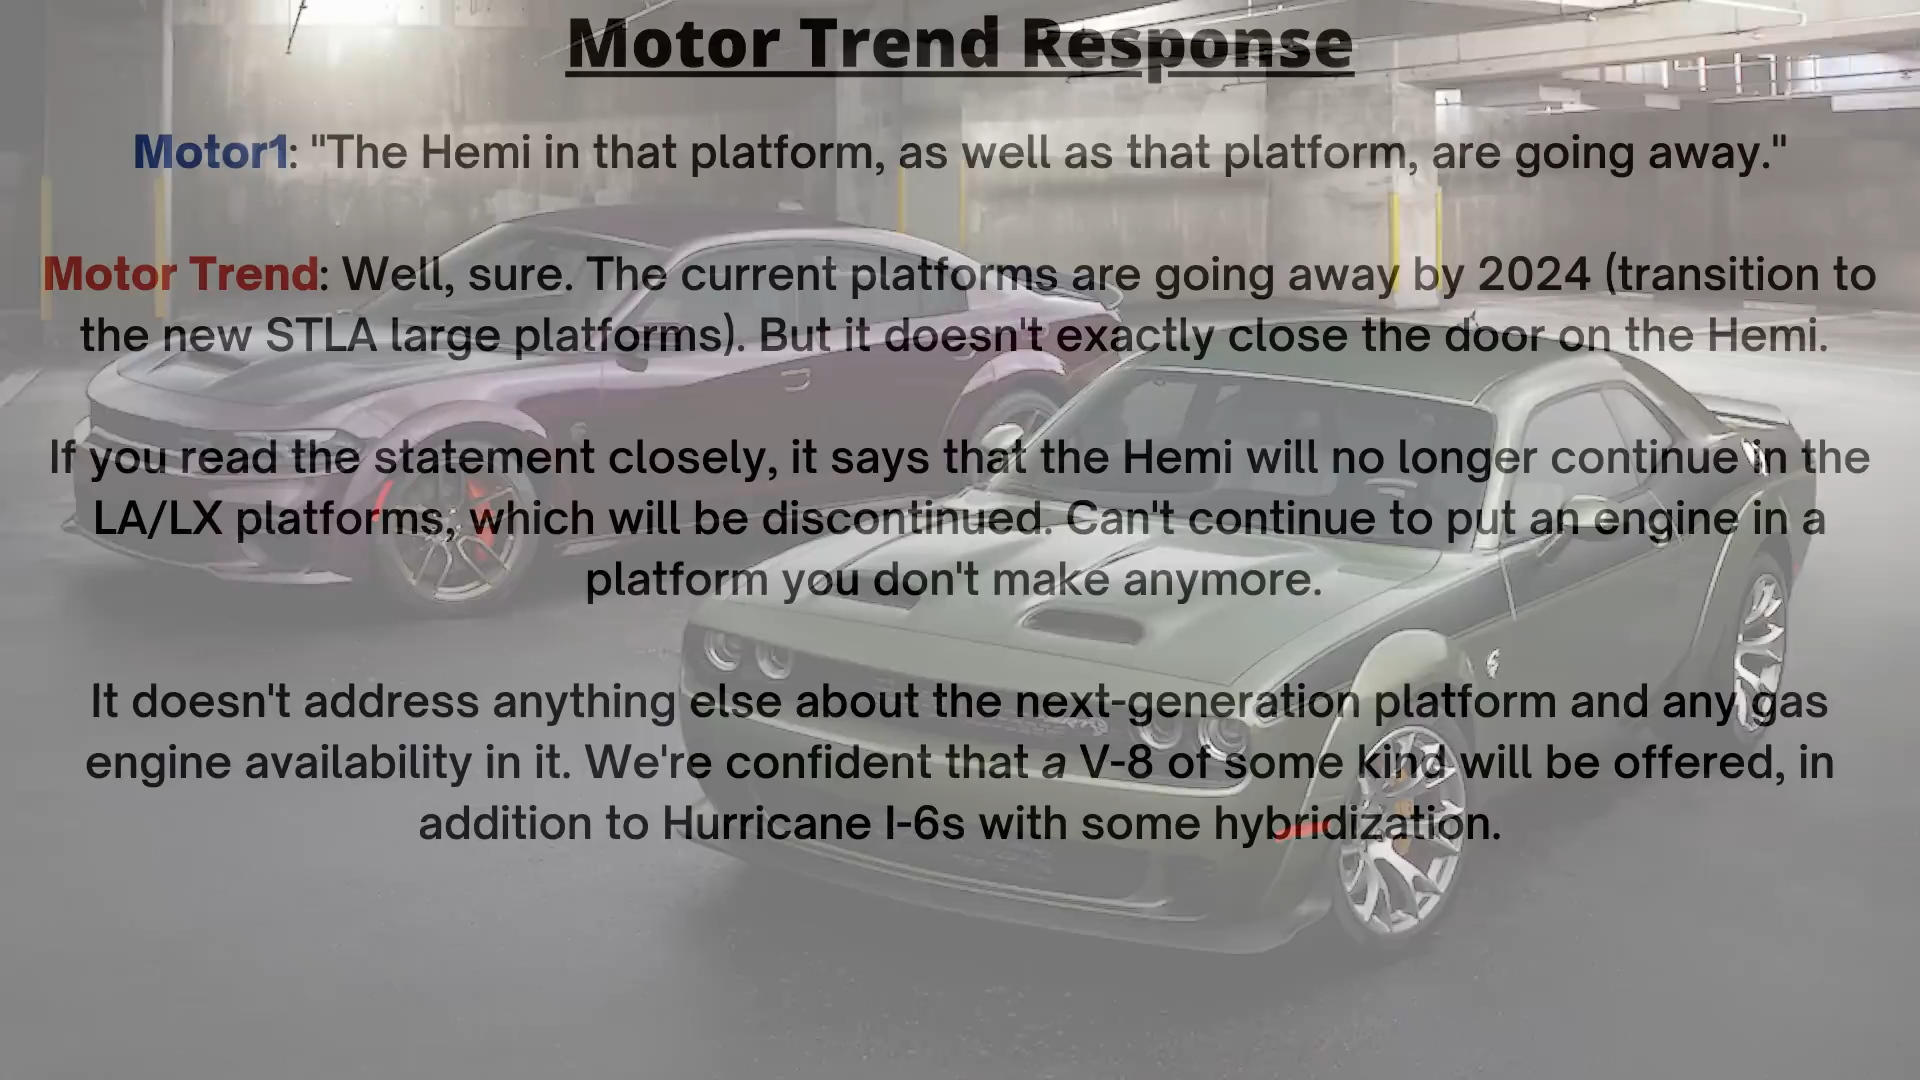 Motor Trend Response
Motor1: "The Hemi in that platform, as well as that platform, are going away."
Motor Trend: Well, sure. The current platforms are going away by 2024 (transition to
the new STLA large platforms). But it doesn't exactly close the door on the Hemi.
If you read the statement closely, it says that the Hemi will no longer continue in the
LA/LX platforms, which will be discontinued. Can't continue to put an engine in a
platform you don't make anymore.
It doesn't address anything else about the next-generation platform and any gas
engine availability in it. We're confident that a V-8 of some kind will be offered, in
addition to Hurricane I-6s with some hybridization.